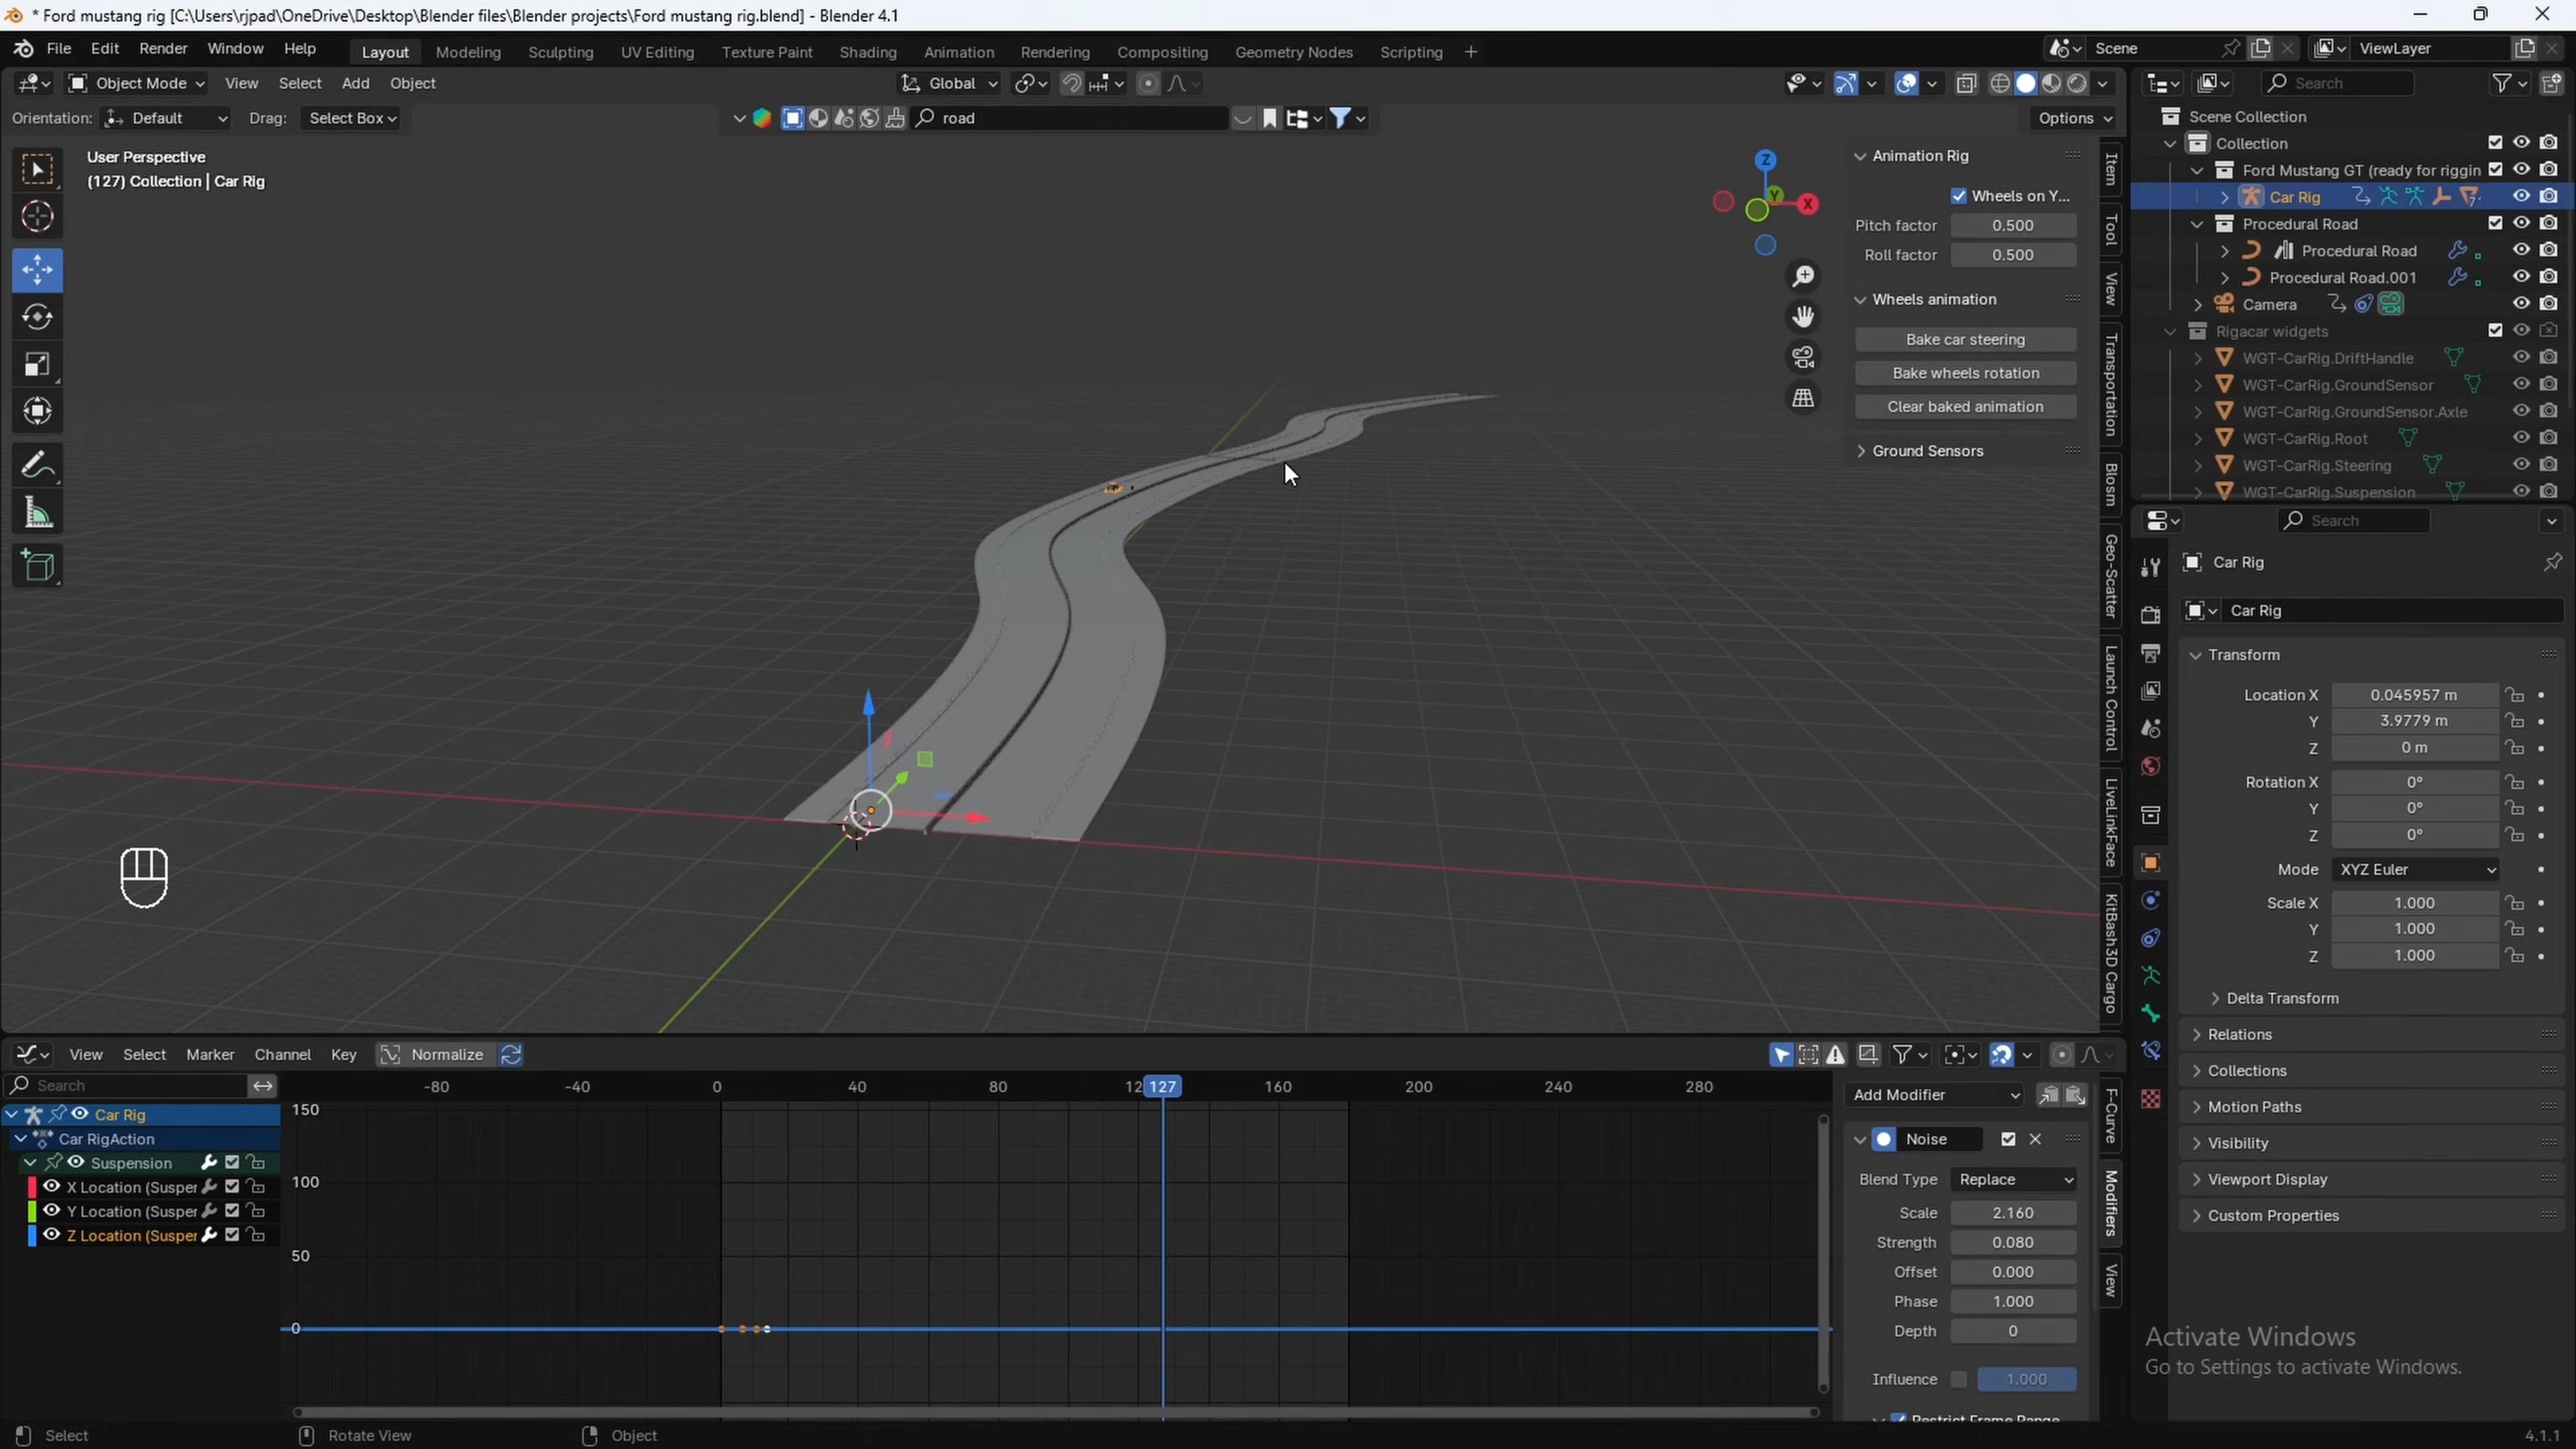 * Ford mustang rig [C:\Users\rjpad\OneDrive\Desktop\Blender files\Blender projects\Ford mustang rig.blend] - Blender 4.1
File Edit Render Window Help Layout Modeling Sculpting UV Editing Texture Paint Shading Animation Rendering Compositing Geometry Nodes Scripting + Scene ViewLayer
Object Mode View Select Add Object Global Search
Orientation: Default Drag: Select Box road Options
User Perspective
(127) Collection | Car Rig
Z
X
Y
Animation Rig
Wheels on Y...
Pitch factor 0.500
Roll factor 0.500
Wheels animation
Bake car steering
Bake wheels rotation
Clear baked animation
Ground Sensors
Item
Tool
View
Transportation
Blosm
Geo-Scatter
Launch Control
LiveLinkFace
KitBash3D Cargo
Scene Collection
Collection
Ford Mustang GT (ready for riggin
Car Rig
Procedural Road
Procedural Road
Procedural Road.001
Camera
Rigacar widgets
WGT-CarRig.DriftHandle
WGT-CarRig.GroundSensor
WGT-CarRig.GroundSensor.Axle
WGT-CarRig.Root
WGT-CarRig.Steering
WGT-CarRig.Suspension
Search
Car Rig
Car Rig
Transform
Location X 0.045957 m
Y 3.9779 m
Z 0 m
Rotation X 0°
Y 0°
Z 0°
Mode XYZ Euler
Scale X 1.000
Y 1.000
Z 1.000
Delta Transform
Relations
Collections
Motion Paths
Visibility
Viewport Display
Custom Properties
Activate Windows
Go to Settings to activate Windows.
View Select Marker Channel Key Normalize
Search -80 -40 0 40 80 12 127 160 200 240 280
Car Rig
Car RigAction
Suspension
X Location (Susper
Y Location (Susper
Z Location (Susper
150
100
50
0
Add Modifier
Noise
Blend Type Replace
Scale 2.160
Strength 0.080
Offset 0.000
Phase 1.000
Depth 0
Influence 1.000
Restrict Frame Range
F-Curve
Modifiers
View
Select Rotate View Object 4.1.1